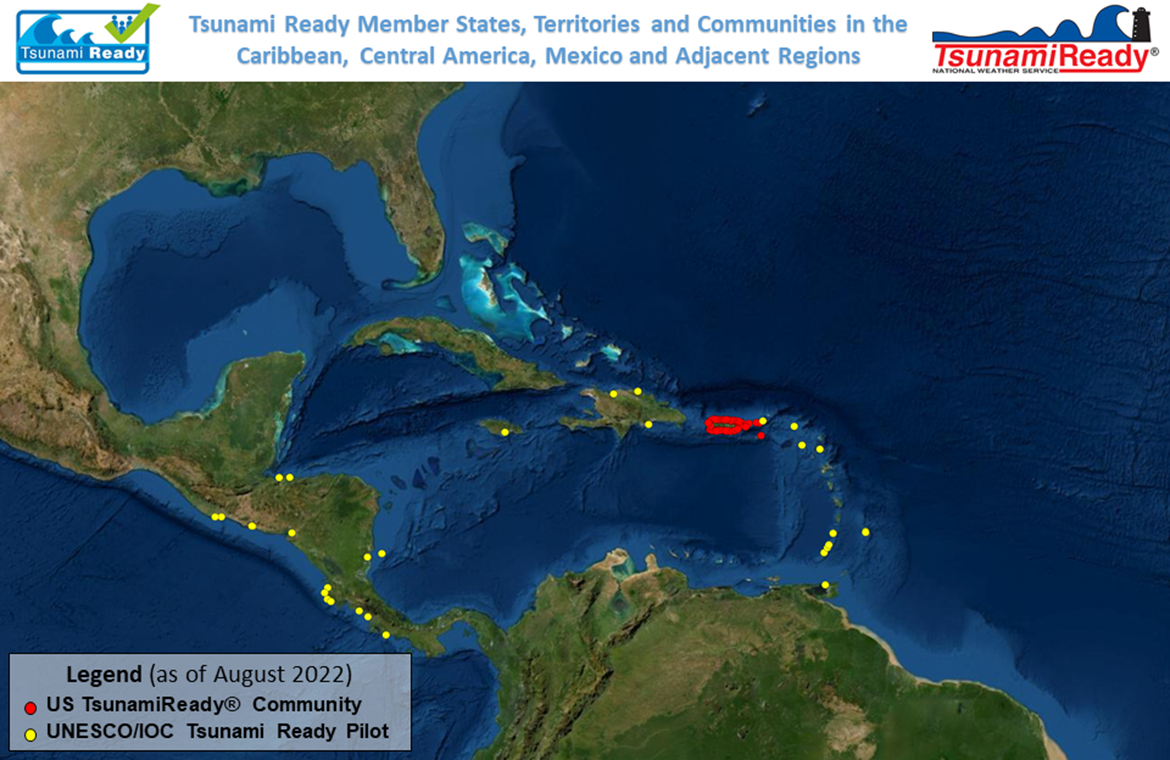 Tsunami Ready
Tsunami Ready Member States, Territories and Communities in the
Caribbean, Central America, Mexico and Adjacent Regions
TsunamiReady®
NATIONAL WEATHER SERVICE
Legend (as of August 2022)
US TsunamiReady® Community
UNESCO/IOC Tsunami Ready Pilot